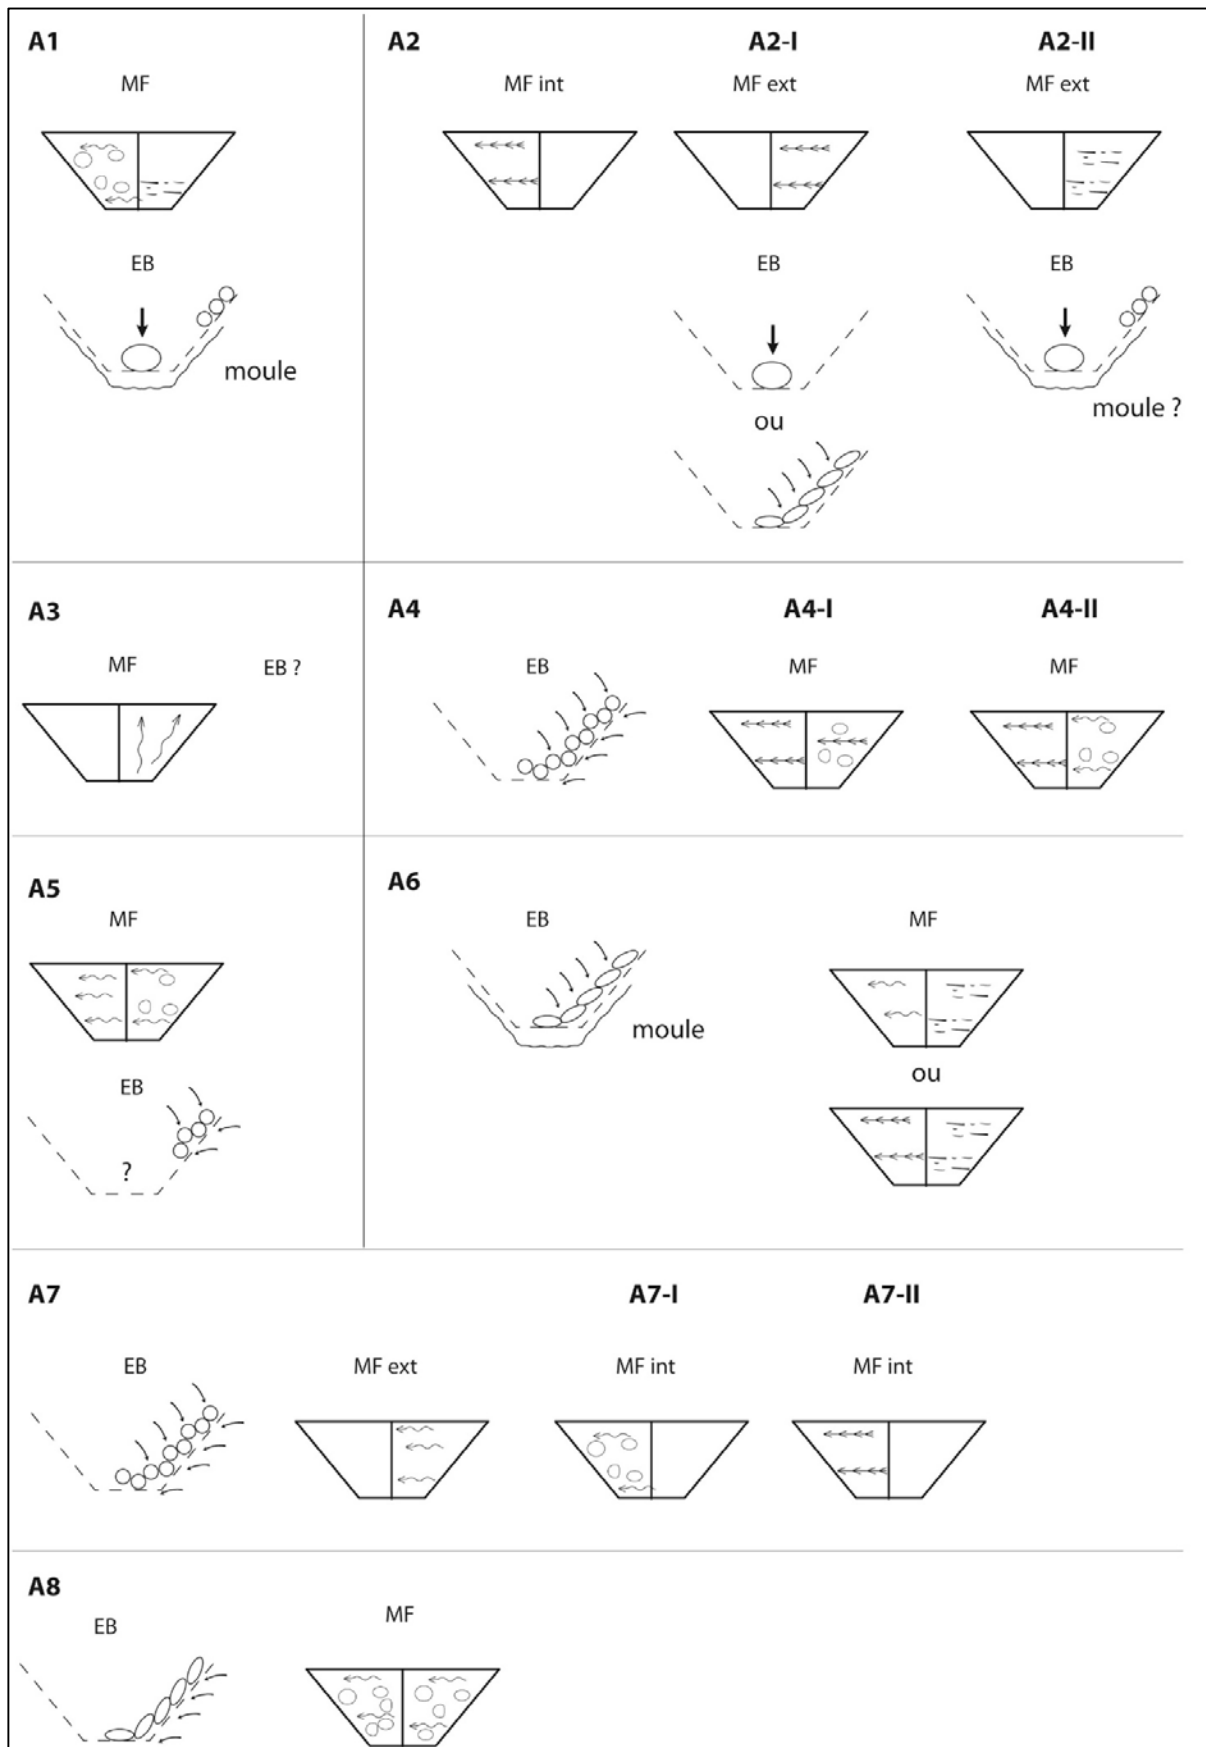 A1
MF
EB
moule
A2 A2-I A2-II
MF int MF ext MF ext
EB EB
ou
moule ?
A3
MF EB ?
A4 A4-I A4-II
EB MF MF
A5
MF
EB
?
A6
EB MF
moule
ou
A7 A7-I A7-II
EB MF ext MF int MF int
A8
EB MF